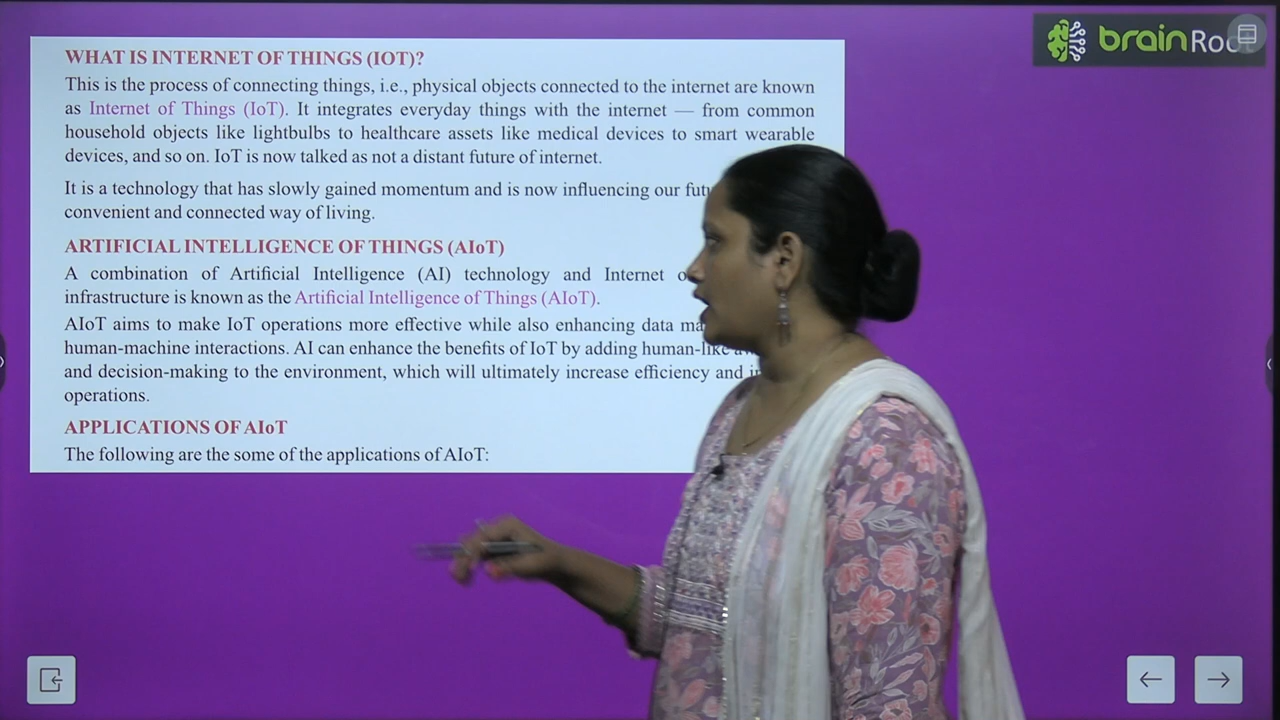 brainRoot
WHAT IS INTERNET OF THINGS (IOT)?
This is the process of connecting things, i.e., physical objects connected to the internet are known
as Internet of Things (IoT). It integrates everyday things with the internet — from common
household objects like lightbulbs to healthcare assets like medical devices to smart wearable
devices, and so on. IoT is now talked as not a distant future of internet.
It is a technology that has slowly gained momentum and is now influencing our
convenient and connected way of living.
ARTIFICIAL INTELLIGENCE OF THINGS (AIoT)
A combination of Artificial Intelligence (AI) technology and Internet
infrastructure is known as the Artificial Intelligence of Things (AIoT).
AIoT aims to make IoT operations more effective while also enhancing data
human-machine interactions. AI can enhance the benefits of IoT by adding human-like
and decision-making to the environment, which will ultimately increase efficiency and
operations.
APPLICATIONS OF AIoT
The following are the some of the applications of AIoT: